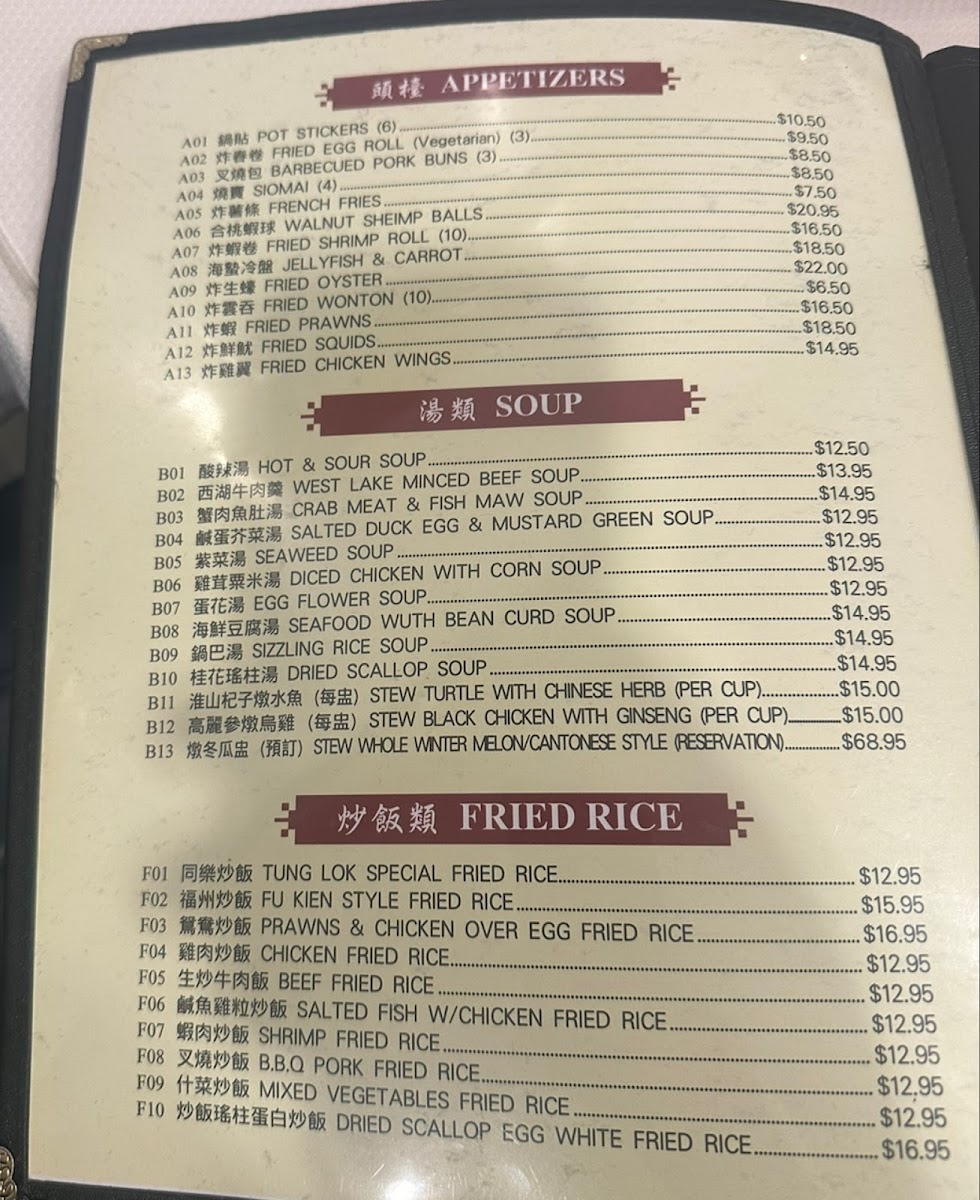 頭檯 APPETIZERS
A01 鍋貼 POT STICKERS (6) $10.50
A02 炸春卷 FRIED EGG ROLL (Vegetarian) (3) $9.50
A03 叉燒包 BARBECUED PORK BUNS (3) $8.50
A04 燒賣 SIOMAI (4) $8.50
A05 炸薯條 FRENCH FRIES $7.50
A06 合桃蝦球 WALNUT SHEIMP BALLS $20.95
A07 炸蝦卷 FRIED SHRIMP ROLL (10) $16.50
A08 海蟄冷盤 JELLYFISH & CARROT $18.50
A09 炸生蠔 FRIED OYSTER $22.00
A10 炸雲吞 FRIED WONTON (10) $6.50
A11 炸蝦 FRIED PRAWNS $16.50
A12 炸鮮魷 FRIED SQUIDS $18.50
A13 炸雞翼 FRIED CHICKEN WINGS $14.95
湯類 SOUP
B01 酸辣湯 HOT & SOUR SOUP $12.50
B02 西湖牛肉羹 WEST LAKE MINCED BEEF SOUP $13.95
B03 蟹肉魚肚湯 CRAB MEAT & FISH MAW SOUP $14.95
B04 鹹蛋芥菜湯 SALTED DUCK EGG & MUSTARD GREEN SOUP $12.95
B05 紫菜湯 SEAWEED SOUP $12.95
B06 雞茸粟米湯 DICED CHICKEN WITH CORN SOUP $12.95
B07 蛋花湯 EGG FLOWER SOUP $12.95
B08 海鮮豆腐湯 SEAFOOD WUTH BEAN CURD SOUP $14.95
B09 鍋巴湯 SIZZLING RICE SOUP $14.95
B10 桂花瑤柱湯 DRIED SCALLOP SOUP $14.95
B11 淮山杞子燉水魚 (每盅) STEW TURTLE WITH CHINESE HERB (PER CUP) $15.00
B12 高麗參燉烏雞 (每盅) STEW BLACK CHICKEN WITH GINSENG (PER CUP) $15.00
B13 燉冬瓜盅 (預訂) STEW WHOLE WINTER MELON/CANTONESE STYLE (RESERVATION) $68.95
炒飯類 FRIED RICE
F01 同樂炒飯 TUNG LOK SPECIAL FRIED RICE $12.95
F02 福州炒飯 FU KIEN STYLE FRIED RICE $15.95
F03 鴛鴦炒飯 PRAWNS & CHICKEN OVER EGG FRIED RICE $16.95
F04 雞肉炒飯 CHICKEN FRIED RICE $12.95
F05 生炒牛肉飯 BEEF FRIED RICE $12.95
F06 鹹魚雞粒炒飯 SALTED FISH W/CHICKEN FRIED RICE $12.95
F07 蝦肉炒飯 SHRIMP FRIED RICE $12.95
F08 叉燒炒飯 B.B.Q PORK FRIED RICE $12.95
F09 什菜炒飯 MIXED VEGETABLES FRIED RICE $12.95
F10 炒飯瑤柱蛋白炒飯 DRIED SCALLOP EGG WHITE FRIED RICE $16.95